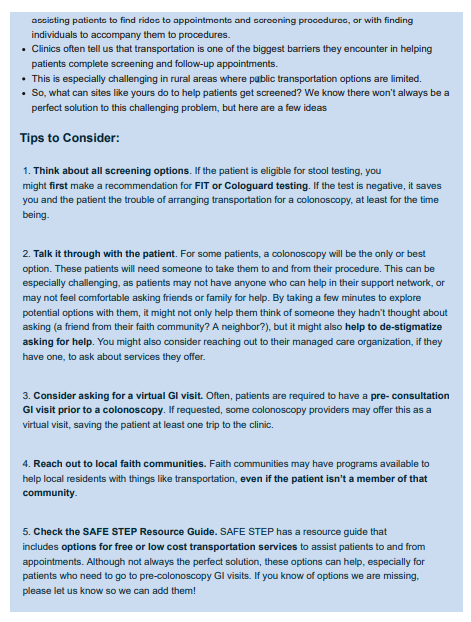 assisting patients to find rides to appointments and screening procedures, or with finding
individuals to accompany them to procedures.
• Clinics often tell us that transportation is one of the biggest barriers they encounter in helping
patients complete screening and follow-up appointments.
• This is especially challenging in rural areas where public transportation options are limited.
• So, what can sites like yours do to help patients get screened? We know there won't always be a
perfect solution to this challenging problem, but here are a few ideas
Tips to Consider:
1. Think about all screening options. If the patient is eligible for stool testing, you
might first make a recommendation for FIT or Cologuard testing. If the test is negative, it saves
you and the patient the trouble of arranging transportation for a colonoscopy, at least for the time
being.
2. Talk it through with the patient. For some patients, a colonoscopy will be the only or best
option. These patients will need someone to take them to and from their procedure. This can be
especially challenging, as patients may not have anyone who can help in their support network, or
may not feel comfortable asking friends or family for help. By taking a few minutes to explore
potential options with them, it might not only help them think of someone they hadn't thought about
asking (a friend from their faith community? A neighbor?), but it might also help to de-stigmatize
asking for help. You might also consider reaching out to their managed care organization, if they
have one, to ask about services they offer.
3. Consider asking for a virtual GI visit. Often, patients are required to have a pre- consultation
GI visit prior to a colonoscopy. If requested, some colonoscopy providers may offer this as a
virtual visit, saving the patient at least one trip to the clinic.
4. Reach out to local faith communities. Faith communities may have programs available to
help local residents with things like transportation, even if the patient isn't a member of that
community.
5. Check the SAFE STEP Resource Guide. SAFE STEP has a resource guide that
includes options for free or low cost transportation services to assist patients to and from
appointments. Although not always the perfect solution, these options can help, especially for
patients who need to go to pre-colonoscopy GI visits. If you know of options we are missing,
please let us know so we can add them!